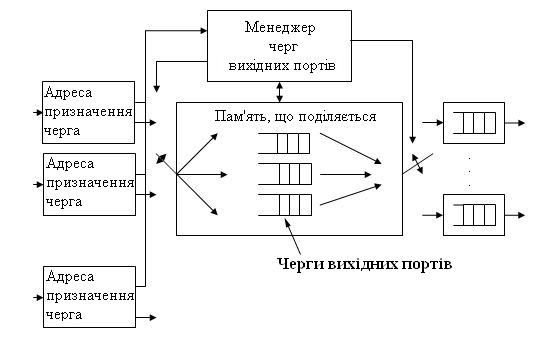 Менеджер
черг
вихідних портів
Адреса
призначення
черга
Пам'ять, що поділяється
Адреса
призначення
черга
Черги вихідних портів
Адреса
призначення
черга